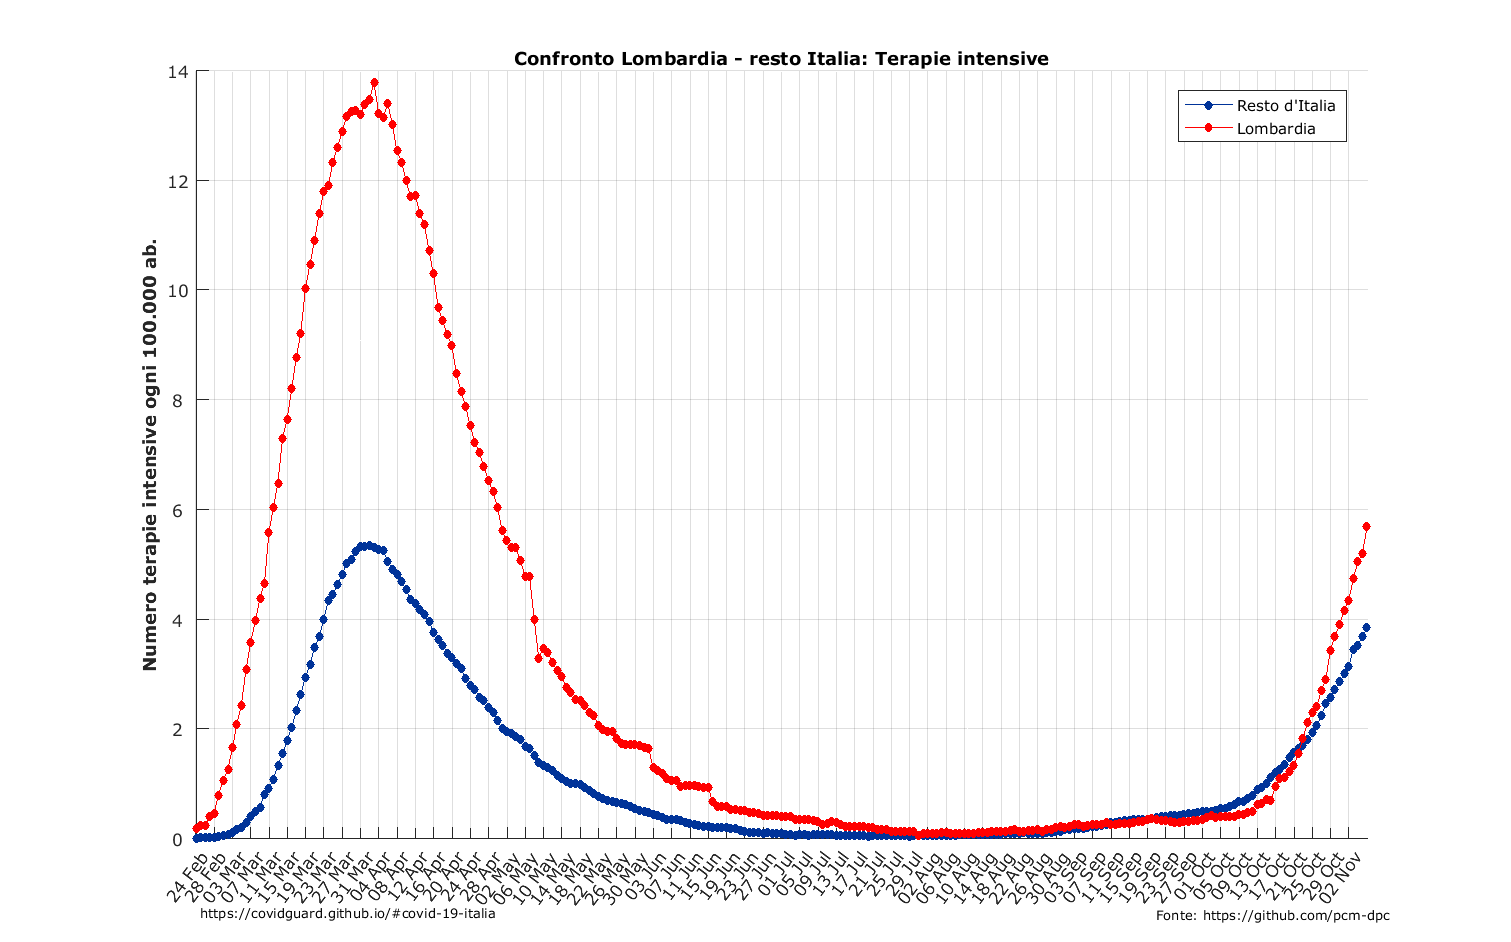 Confronto Lombardia - resto Italia: Terapie intensive
Resto d'Italia
Lombardia
Numero terapie intensive ogni 100.000 ab.
14
12
10
8
6
4
2
0
24 Feb
28 Feb
03 Mar
07 Mar
11 Mar
15 Mar
19 Mar
23 Mar
27 Mar
31 Mar
04 Apr
08 Apr
12 Apr
16 Apr
20 Apr
24 Apr
28 Apr
02 May
06 May
10 May
14 May
18 May
22 May
26 May
30 May
03 Jun
07 Jun
11 Jun
15 Jun
19 Jun
23 Jun
27 Jun
01 Jul
05 Jul
09 Jul
13 Jul
17 Jul
21 Jul
25 Jul
29 Jul
02 Aug
06 Aug
10 Aug
14 Aug
18 Aug
22 Aug
26 Aug
30 Aug
03 Sep
07 Sep
11 Sep
15 Sep
19 Sep
23 Sep
27 Sep
01 Oct
05 Oct
09 Oct
13 Oct
17 Oct
21 Oct
25 Oct
29 Oct
02 Nov
https://covidguard.github.io/#covid-19-italia
Fonte: https://github.com/pcm-dpc